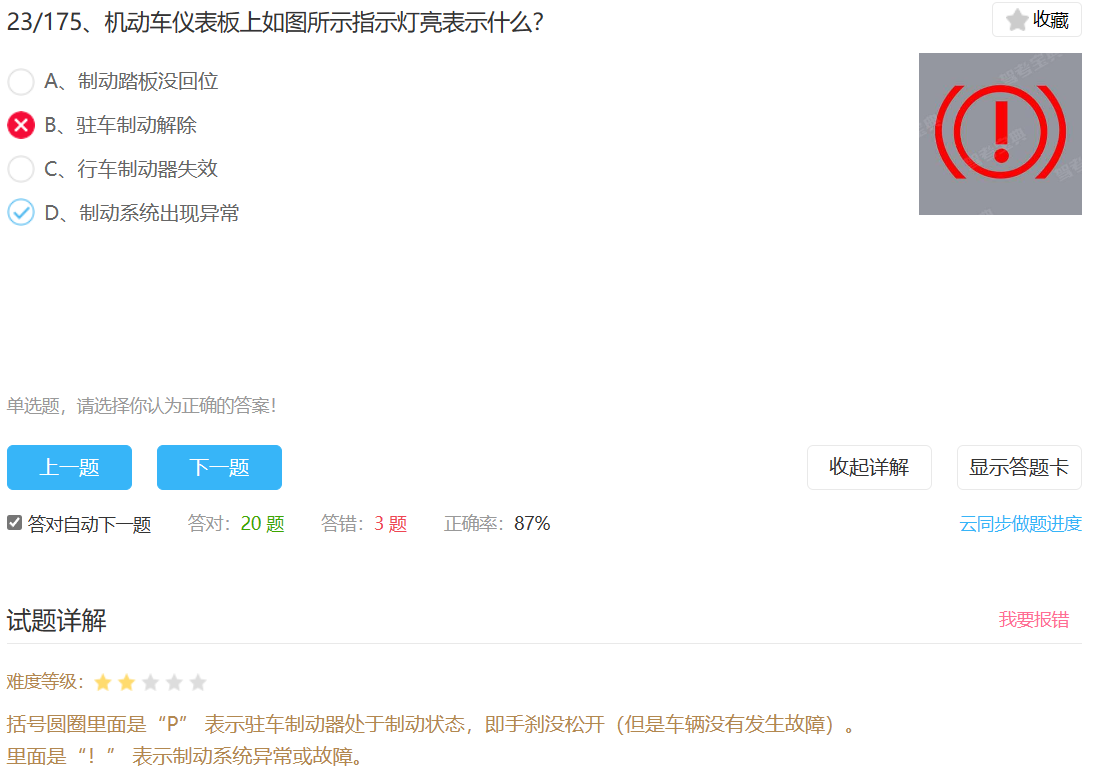 23/175、机动车仪表板上如图所示指示灯亮表示什么？
收藏
A、制动踏板没回位
B、驻车制动解除
C、行车制动器失效
D、制动系统出现异常
智考宝典
单选题，请选择你认为正确的答案！
上一题 下一题 收起详解 显示答题卡
答对自动下一题 答对：20 题 答错：3 题 正确率：87% 云同步做题进度
试题详解 我要报错
难度等级：
括号圆圈里面是“P” 表示驻车制动器处于制动状态，即手刹没松开（但是车辆没有发生故障）。
里面是“！” 表示制动系统异常或故障。